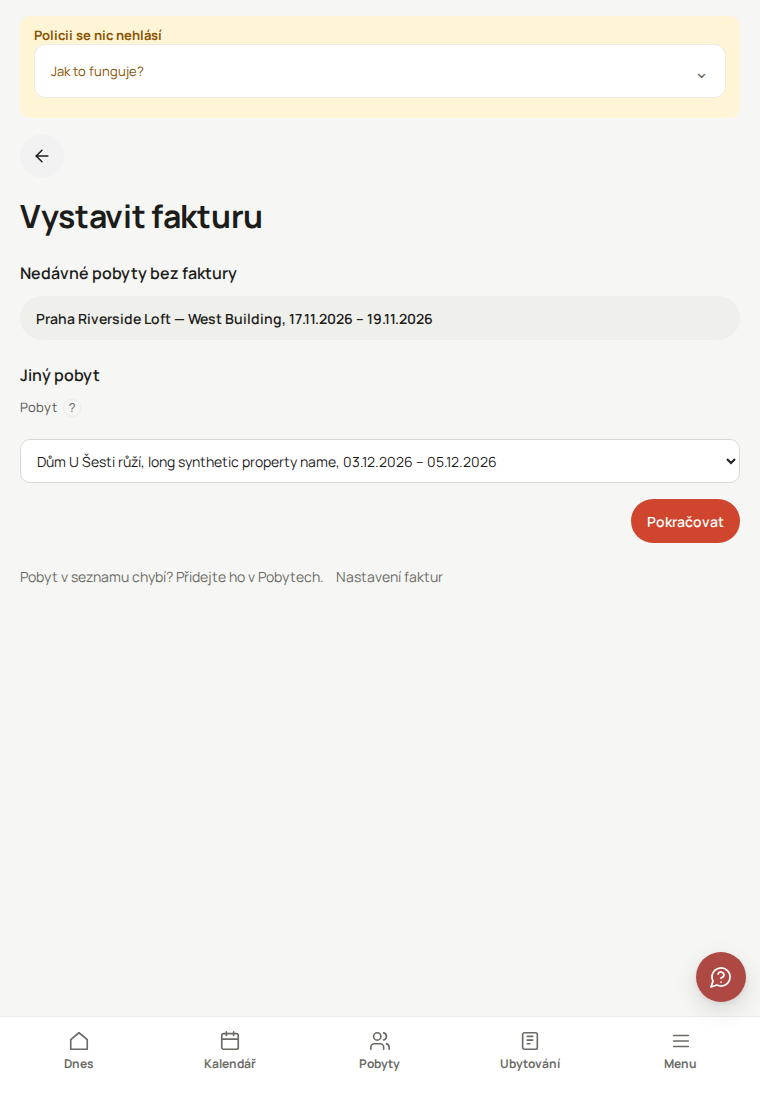 Policii se nic nehlásí
Jak to funguje?
Vystavit fakturu
Nedávné pobyty bez faktury
Praha Riverside Loft — West Building, 17.11.2026 – 19.11.2026
Jiný pobyt
Pobyt ?
Dům U Šesti růží, long synthetic property name, 03.12.2026 – 05.12.2026
Pokračovat
Pobyt v seznamu chybí? Přidejte ho v Pobytech. Nastavení faktur
Dnes Kalendář Pobyty Ubytování Menu